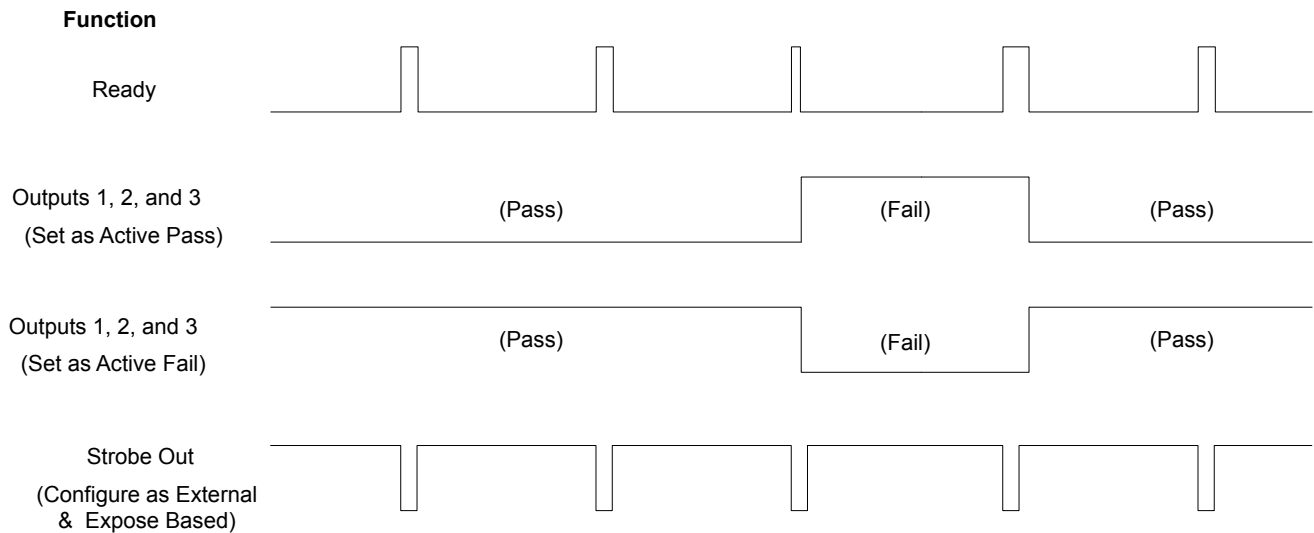 Function
Ready
Outputs 1, 2, and 3
(Set as Active Pass)
(Pass)
(Fail)
(Pass)
Outputs 1, 2, and 3
(Set as Active Fail)
(Pass)
(Fail)
(Pass)
Strobe Out
(Configure as External
& Expose Based)